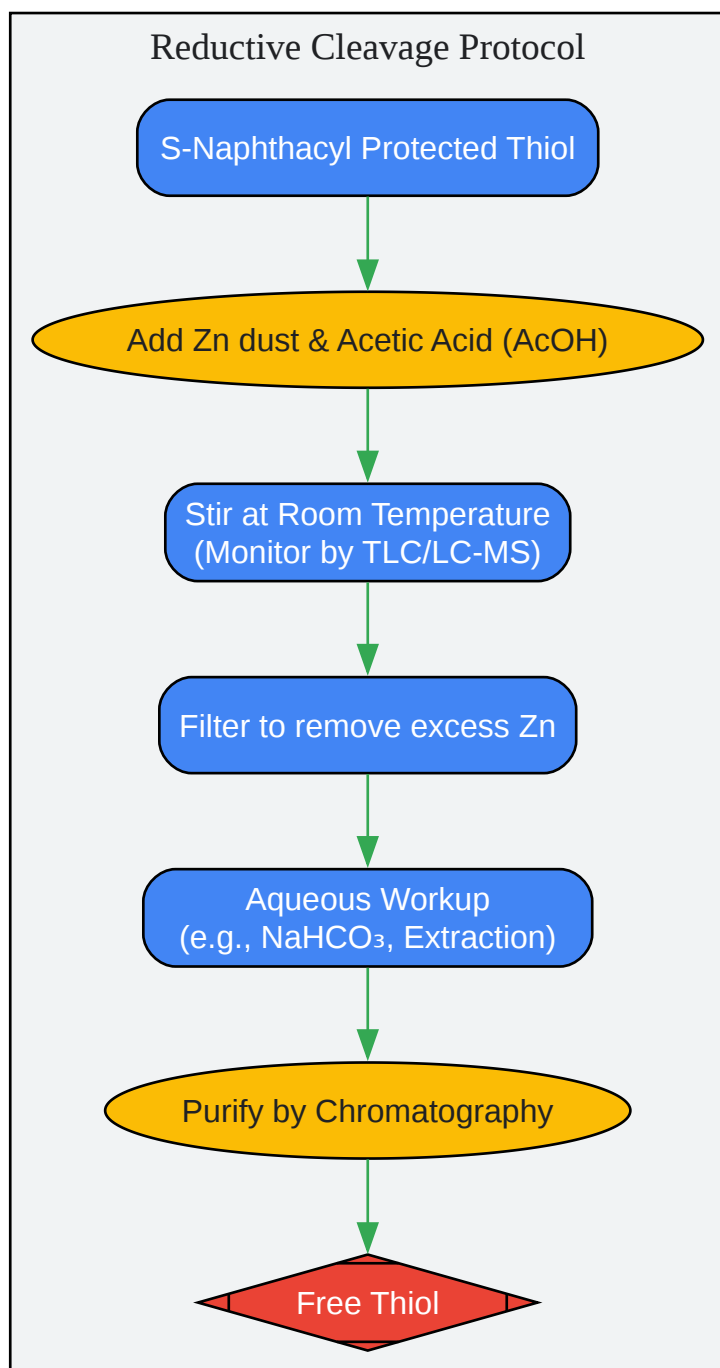 Reductive Cleavage Protocol
S-Naphthacyl Protected Thiol
Add Zn dust & Acetic Acid (AcOH)
Stir at Room Temperature
(Monitor by TLC/LC-MS)
Filter to remove excess Zn
Aqueous Workup
(e.g., NaHCO₃, Extraction)
Purify by Chromatography
Free Thiol